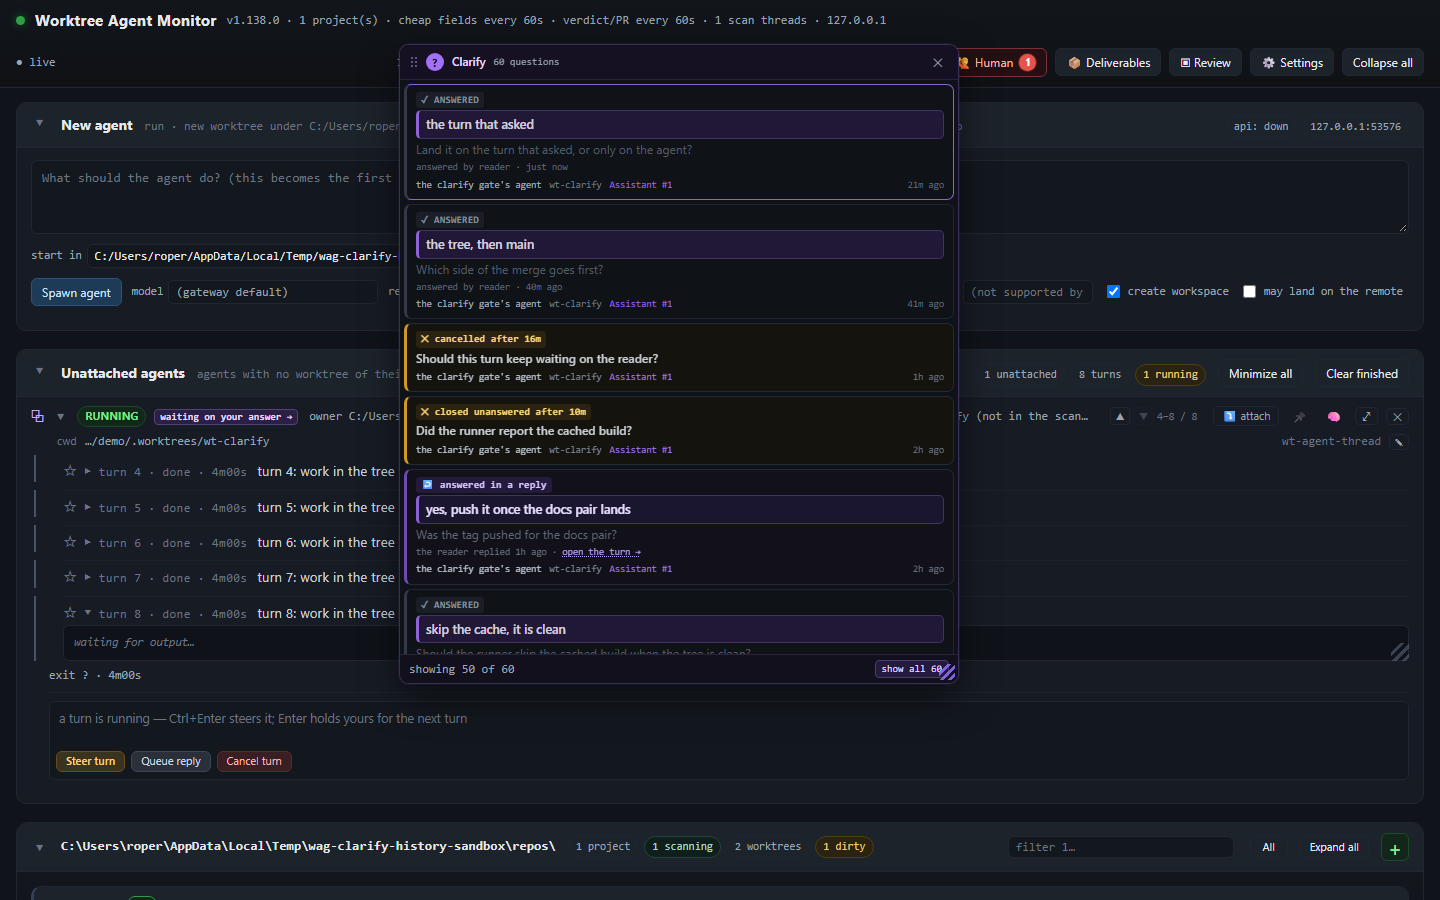 Worktree Agent Monitor v1.138.0 · 1 project(s) · cheap fields every 60s · verdict/PR every 60s · 1 scan threads · 127.0.0.1
● live
Human 1
Deliverables
Review
Settings
Collapse all
? Clarify 60 questions
✓ ANSWERED
the turn that asked
Land it on the turn that asked, or only on the agent?
answered by reader · just now
the clarify gate's agent wt-clarify Assistant #1 21m ago
✓ ANSWERED
the tree, then main
Which side of the merge goes first?
answered by reader · 40m ago
the clarify gate's agent wt-clarify Assistant #1 41m ago
✕ cancelled after 16m
Should this turn keep waiting on the reader?
the clarify gate's agent wt-clarify Assistant #1 1h ago
✕ closed unanswered after 10m
Did the runner report the cached build?
the clarify gate's agent wt-clarify Assistant #1 2h ago
answered in a reply
yes, push it once the docs pair lands
Was the tag pushed for the docs pair?
the reader replied 1h ago · open the turn →
the clarify gate's agent wt-clarify Assistant #1 2h ago
✓ ANSWERED
skip the cache, it is clean
Should the runner skip the cached build when the tree is clean?
showing 50 of 60 show all 60
New agent run · new worktree under C:/Users/roper
api: down 127.0.0.1:53576
What should the agent do? (this becomes the first
start in C:/Users/roper/AppData/Local/Temp/wag-clarify-
Spawn agent model (gateway default)
(not supported by create workspace may land on the remote
Unattached agents agents with no worktree of thei
1 unattached 8 turns 1 running Minimize all Clear finished
RUNNING waiting on your answer → owner C:/Users
(not in the scan… ▲ ▼ 4–8 / 8 attach
cwd …/demo/.worktrees/wt-clarify wt-agent-thread
turn 4 · done · 4m00s turn 4: work in the tree
turn 5 · done · 4m00s turn 5: work in the tree
turn 6 · done · 4m00s turn 6: work in the tree
turn 7 · done · 4m00s turn 7: work in the tree
turn 8 · done · 4m00s turn 8: work in the tree
waiting for output…
exit ? · 4m00s
a turn is running — Ctrl+Enter steers it; Enter holds yours for the next turn
Steer turn Queue reply Cancel turn
C:\Users\roper\AppData\Local\Temp\wag-clarify-history-sandbox\repos\ 1 project 1 scanning 2 worktrees 1 dirty
filter 1… All Expand all +